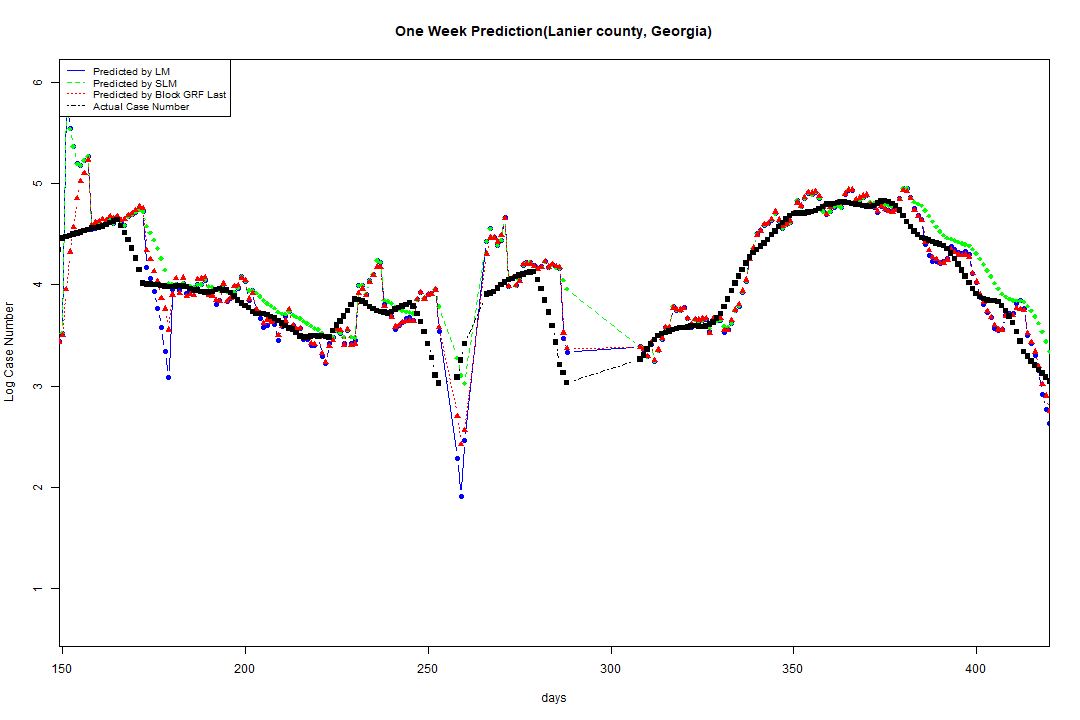 One Week Prediction(Lanier county, Georgia)
Predicted by LM
Predicted by SLM
Predicted by Block GRF Last
Actual Case Number
6
5
4
3
2
1
Log Case Number
150 200 250 300 350 400
days